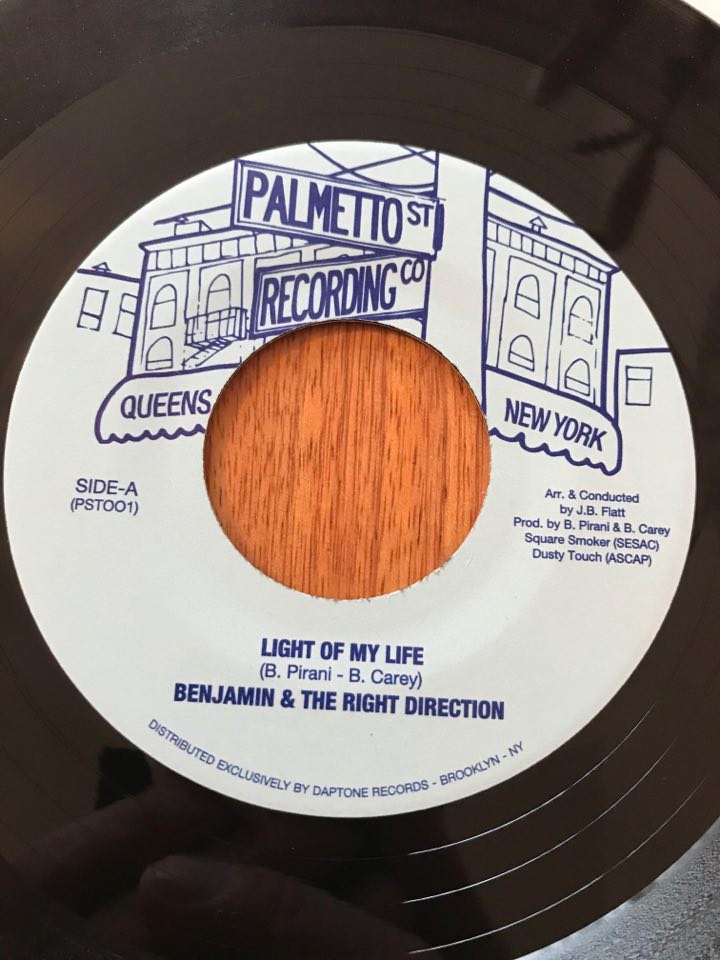 PALMETTO ST
RECORDING CO
QUEENS
NEW YORK
SIDE-A
(PST001)
Arr. & Conducted
by J.B. Flatt
Prod. by B. Pirani & B. Carey
Square Smoker (SESAC)
Dusty Touch (ASCAP)
LIGHT OF MY LIFE
(B. Pirani - B. Carey)
BENJAMIN & THE RIGHT DIRECTION
DISTRIBUTED EXCLUSIVELY BY DAPTONE RECORDS - BROOKLYN - NY